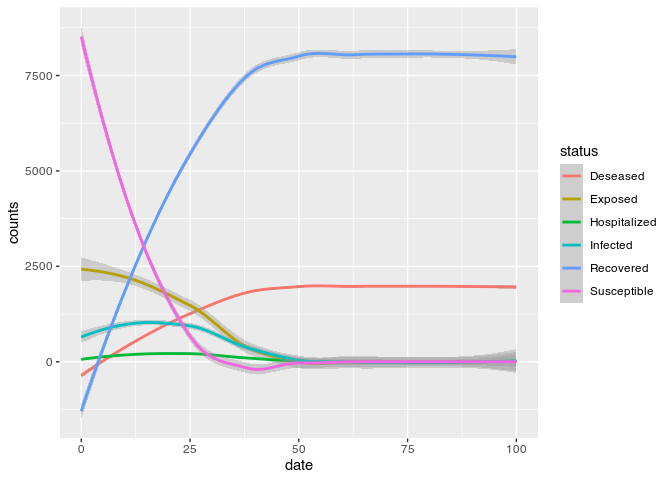 7500
5000
2500
0
counts
0 25 50 75 100
date
status
Deseased
Exposed
Hospitalized
Infected
Recovered
Susceptible